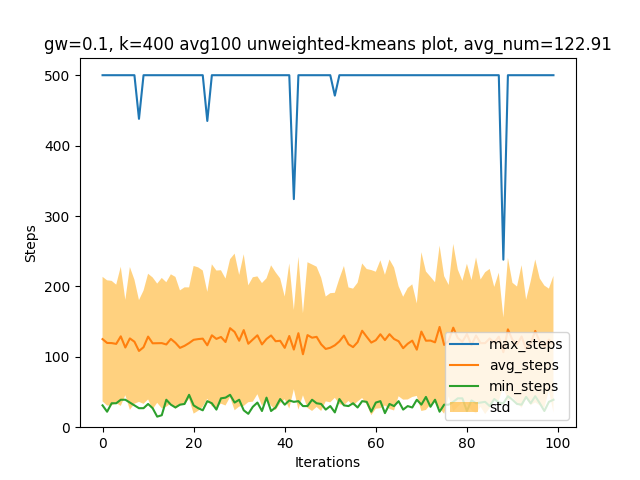 gw=0.1, k=400 avg100 unweighted-kmeans plot, avg_num=122.91
500
400
300
200
100
0
Steps
0 20 40 60 80 100
Iterations
max_steps
avg_steps
min_steps
std